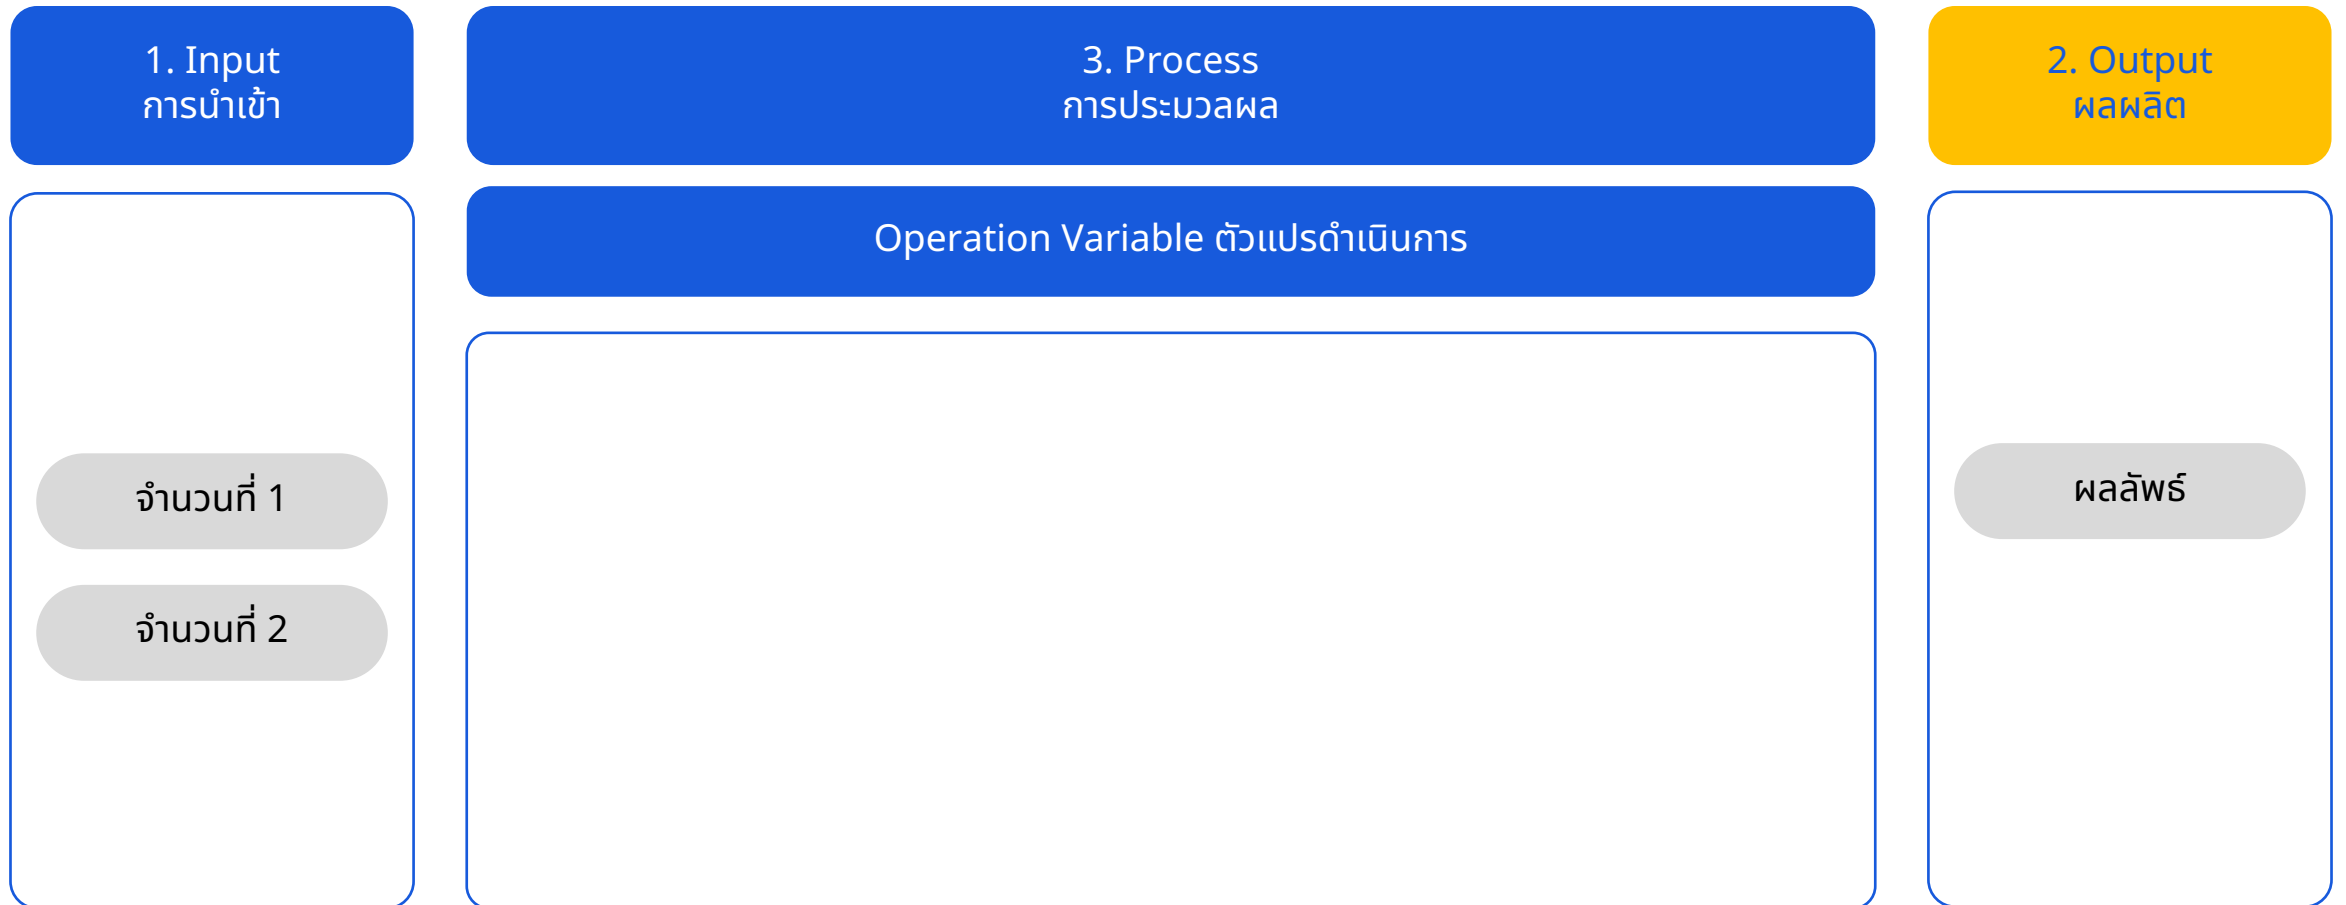 1. Input
การนำเข้า
3. Process
การประมวลผล
2. Output
ผลผลิต
Operation Variable ตัวแปรดำเนินการ
จำนวนที่ 1
จำนวนที่ 2
ผลลัพธ์